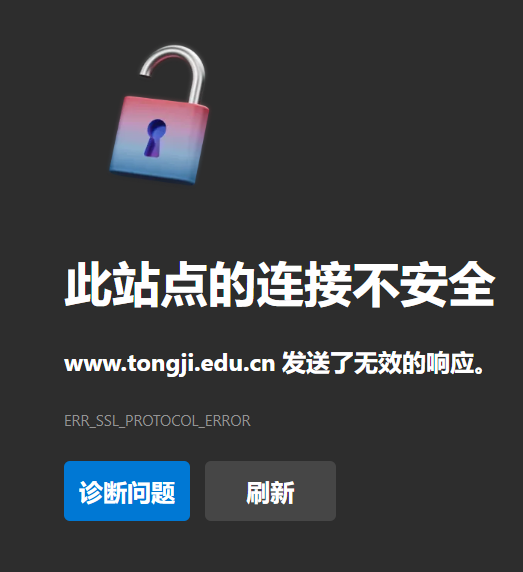 此站点的连接不安全
www.tongji.edu.cn 发送了无效的响应。
ERR_SSL_PROTOCOL_ERROR
诊断问题
刷新